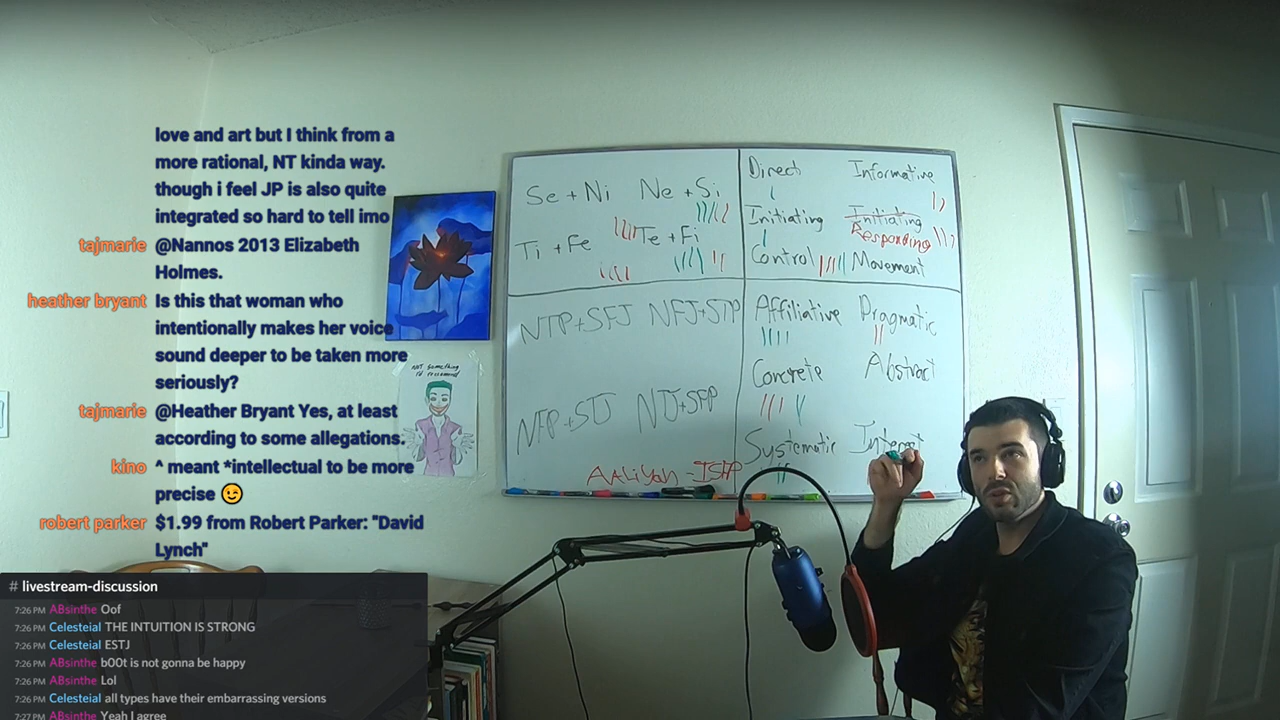 love and art but I think from a
more rational, NT kinda way.
though i feel JP is also quite
integrated so hard to tell imo
tajmarie @Nannos 2013 Elizabeth
Holmes.
heather bryant Is this that woman who
intentionally makes her voice
sound deeper to be taken more
seriously?
tajmarie @Heather Bryant Yes, at least
according to some allegations.
kino ^ meant *intellectual to be more
precise 😉
robert parker $1.99 from Robert Parker: "David
Lynch"
# livestream-discussion
7:26 PM ABsinthe Oof
7:26 PM Celesteial THE INTUITION IS STRONG
7:26 PM Celesteial ESTJ
7:26 PM ABsinthe b00t is not gonna be happy
7:26 PM ABsinthe Lol
7:26 PM Celesteial all types have their embarrassing versions
7:27 PM ABsinthe Yeah I agree
NOT something
Se + Ni Ne + Si
Ti + Fe Te + Fi
Direct Informative
Initiating Initiating
Responding
Control Movement
NTP+SFJ NFJ+STP
NFP+STJ NTJ+SFP
Affiliative Pragmatic
Concrete Abstract
Systematic Interest
Aaliyah -